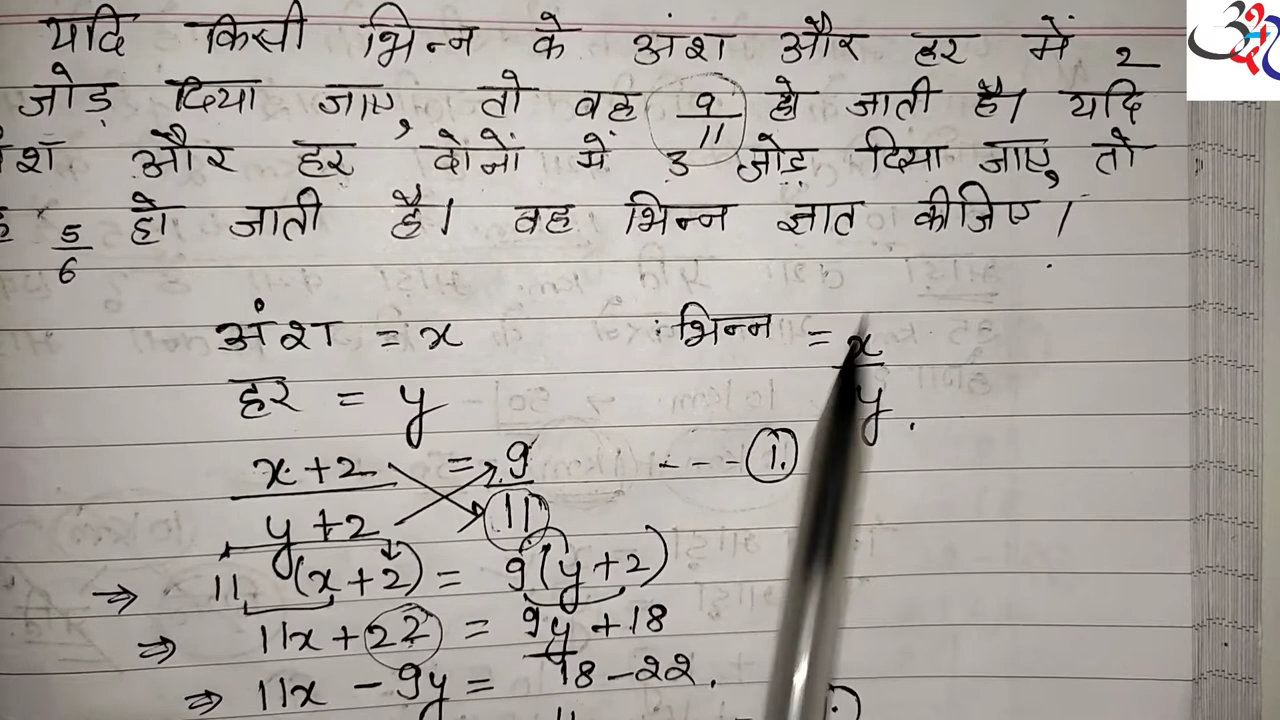 यदि किसी भिन्न के अंश और हर में 2
जोड़ दिया जाए, तो वह 9/11 हो जाती है। यदि
और हर दोनों में 3 जोड़ दिया जाए, तो
5/6 हो जाती है। वह भिन्न ज्ञात कीजिए।
अंश = x भिन्न = x/y.
हर = y
x+2/y+2 = 9/11 ---- ①
⇒ 11 (x+2) = 9(y+2)
⇒ 11x+22 = 9y+18
⇒ 11x - 9y = 18-22.